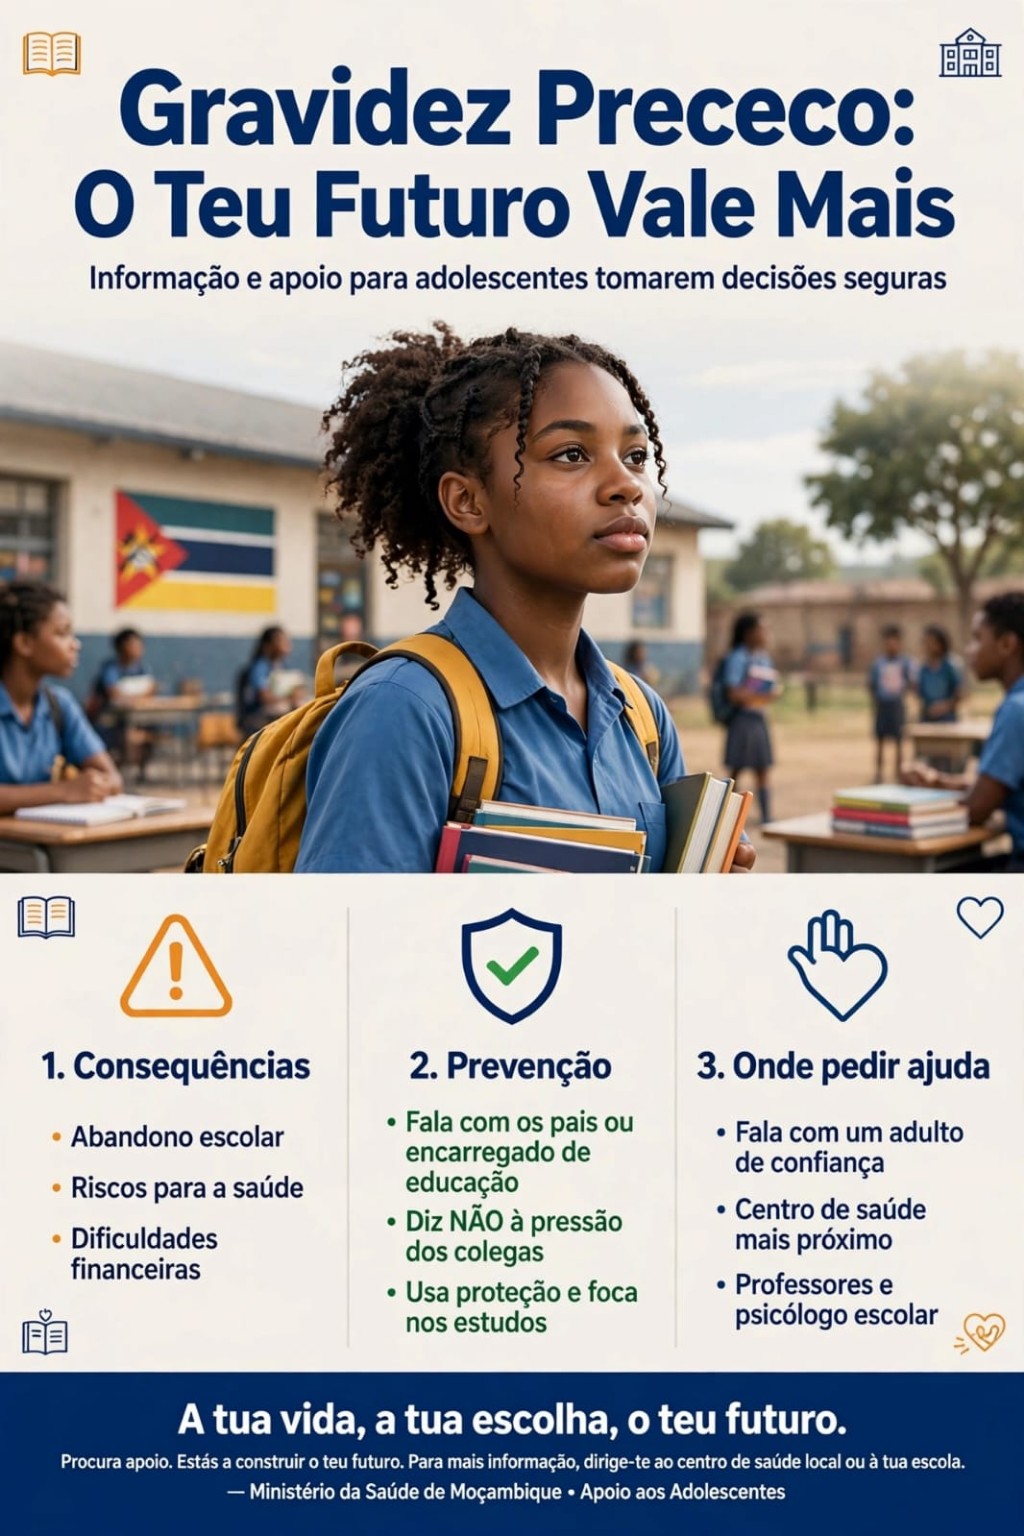 Gravidez Prececo:
O Teu Futuro Vale Mais
Informação e apoio para adolescentes tomarem decisões seguras
1. Consequências
• Abandono escolar
• Riscos para a saúde
• Dificuldades
financeiras
2. Prevenção
• Fala com os pais ou
encarregado de
educação
• Diz NÃO à pressão
dos colegas
• Usa proteção e foca
nos estudos
3. Onde pedir ajuda
• Fala com um adulto
de confiança
• Centro de saúde
mais próximo
• Professores e
psicólogo escolar
A tua vida, a tua escolha, o teu futuro.
Procura apoio. Estás a construir o teu futuro. Para mais informação, dirige-te ao centro de saúde local ou à tua escola.
— Ministério da Saúde de Moçambique • Apoio aos Adolescentes